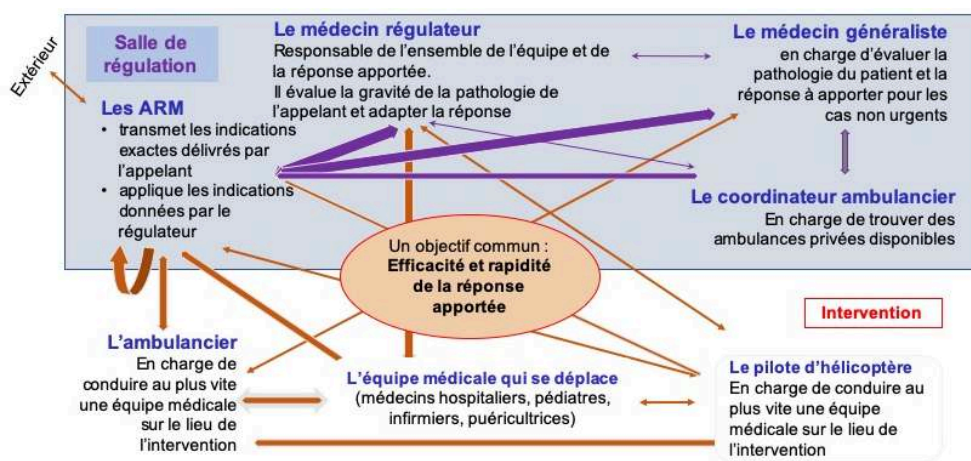 Extérieur
Salle de
régulation
Les ARM
• transmet les indications
exactes délivrés par
l'appelant
• applique les indications
données par le
régulateur
Le médecin régulateur
Responsable de l'ensemble de l'équipe et de
la réponse apportée.
Il évalue la gravité de la pathologie de
l'appelant et adapter la réponse
Le médecin généraliste
en charge d'évaluer la
pathologie du patient et la
réponse à apporter pour les
cas non urgents
Le coordinateur ambulancier
En charge de trouver des
ambulances privées disponibles
Un objectif commun :
Efficacité et rapidité
de la réponse
apportée
Intervention
L'ambulancier
En charge de
conduire au plus vite
une équipe médicale
sur le lieu de
l'intervention
L'équipe médicale qui se déplace
(médecins hospitaliers, pédiatres,
infirmiers, puéricultrices)
Le pilote d'hélicoptère
En charge de conduire au
plus vite une équipe
médicale sur le lieu de
l'intervention